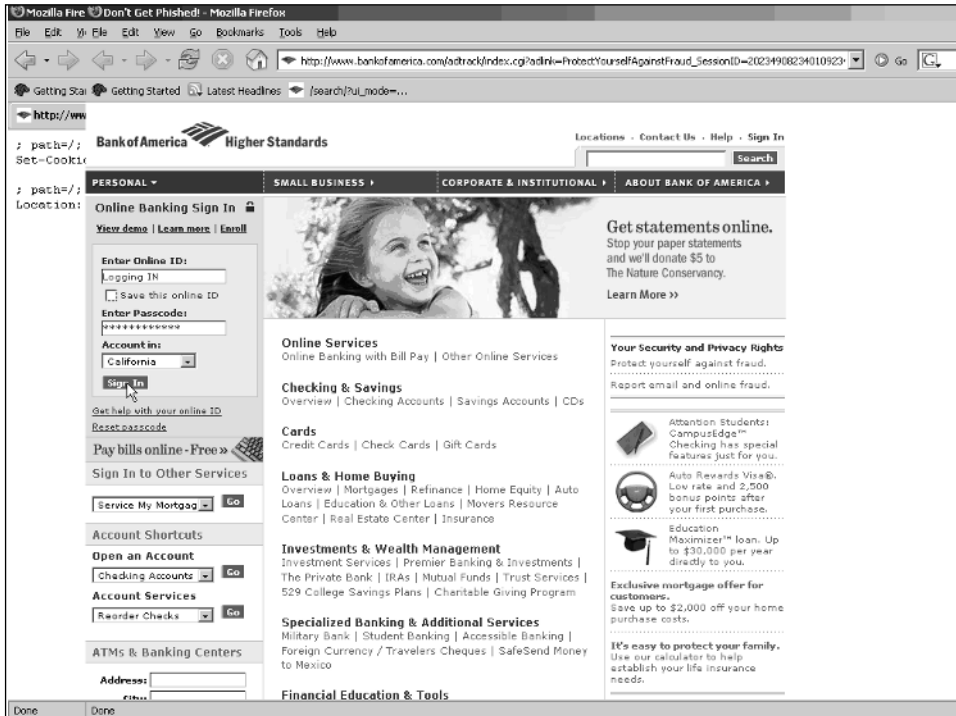 Mozilla Fire
Don't Get Phished! - Mozilla Firefox
File Edit
File Edit View Go Bookmarks Tools Help
http://www.bankofamerica.com/adtrack/index.cgi?adlink=ProtectYourselfAgainstFraud_SessionID=20234908234010923
Go
Getting Star
Getting Started Latest Headlines /search/?ui_mode=...
http://ww
; path=/;
Set-Cookie
; path=/;
Location:
Bank of America Higher Standards
Locations · Contact Us · Help · Sign In
Search
PERSONAL SMALL BUSINESS CORPORATE & INSTITUTIONAL ABOUT BANK OF AMERICA
Online Banking Sign In
View demo | Learn more | Enroll
Enter Online ID:
Logging IN
Save this online ID
Enter Passcode:
************
Account in:
California
Sign In
Get help with your online ID
Reset passcode
Pay bills online - Free »
Sign In to Other Services
Service My Mortgag
Go
Account Shortcuts
Open an Account
Checking Accounts
Go
Account Services
Reorder Checks
Go
ATMs & Banking Centers
Address:
City:
Get statements online.
Stop your paper statements
and we'll donate $5 to
The Nature Conservancy.
Learn More >>
Online Services
Online Banking with Bill Pay | Other Online Services
Checking & Savings
Overview | Checking Accounts | Savings Accounts | CDs
Cards
Credit Cards | Check Cards | Gift Cards
Loans & Home Buying
Overview | Mortgages | Refinance | Home Equity | Auto
Loans | Education & Other Loans | Movers Resource
Center | Real Estate Center | Insurance
Investments & Wealth Management
Investment Services | Premier Banking & Investments |
The Private Bank | IRAs | Mutual Funds | Trust Services |
529 College Savings Plans | Charitable Giving Program
Specialized Banking & Additional Services
Military Bank | Student Banking | Accessible Banking |
Foreign Currency / Travelers Cheques | SafeSend Money
to Mexico
Financial Education & Tools
Your Security and Privacy Rights
Protect yourself against fraud.
Report email and online fraud.
Attention Students:
CampusEdge™
Checking has special
features just for you.
Auto Rewards Visa®.
Low rate and 2,500
bonus points after
your first purchase.
Education
Maximizer™ loan. Up
to $30,000 per year
directly to you.
Exclusive mortgage offer for
customers.
Save up to $2,000 off your home
purchase costs.
It's easy to protect your family.
Use our calculator to help
establish your life insurance
needs.
Done
Done